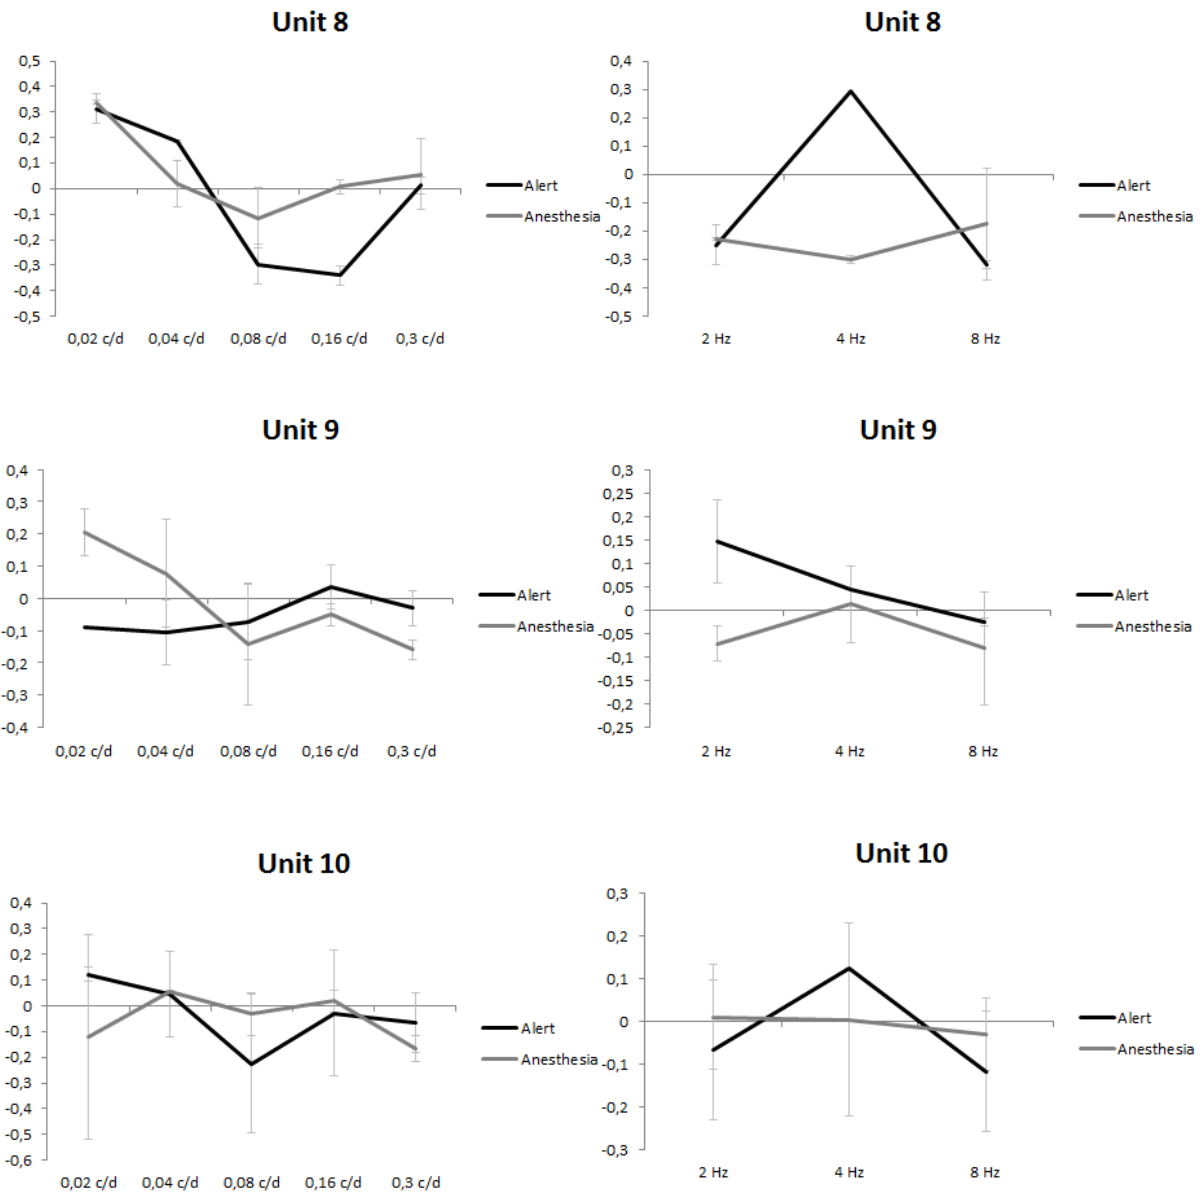 Unit 8
0,5
0,4
0,3
0,2
0,1
0
-0,1
-0,2
-0,3
-0,4
-0,5
0,02 c/d 0,04 c/d 0,08 c/d 0,16 c/d 0,3 c/d
Alert
Anesthesia
Unit 8
0,4
0,3
0,2
0,1
0
-0,1
-0,2
-0,3
-0,4
-0,5
2 Hz 4 Hz 8 Hz
Alert
Anesthesia
Unit 9
0,4
0,3
0,2
0,1
0
-0,1
-0,2
-0,3
-0,4
0,02 c/d 0,04 c/d 0,08 c/d 0,16 c/d 0,3 c/d
Alert
Anesthesia
Unit 9
0,3
0,25
0,2
0,15
0,1
0,05
0
-0,05
-0,1
-0,15
-0,2
-0,25
2 Hz 4 Hz 8 Hz
Alert
Anesthesia
Unit 10
0,4
0,3
0,2
0,1
0
-0,1
-0,2
-0,3
-0,4
-0,5
-0,6
0,02 c/d 0,04 c/d 0,08 c/d 0,16 c/d 0,3 c/d
Alert
Anesthesia
Unit 10
0,3
0,2
0,1
0
-0,1
-0,2
-0,3
2 Hz 4 Hz 8 Hz
Alert
Anesthesia